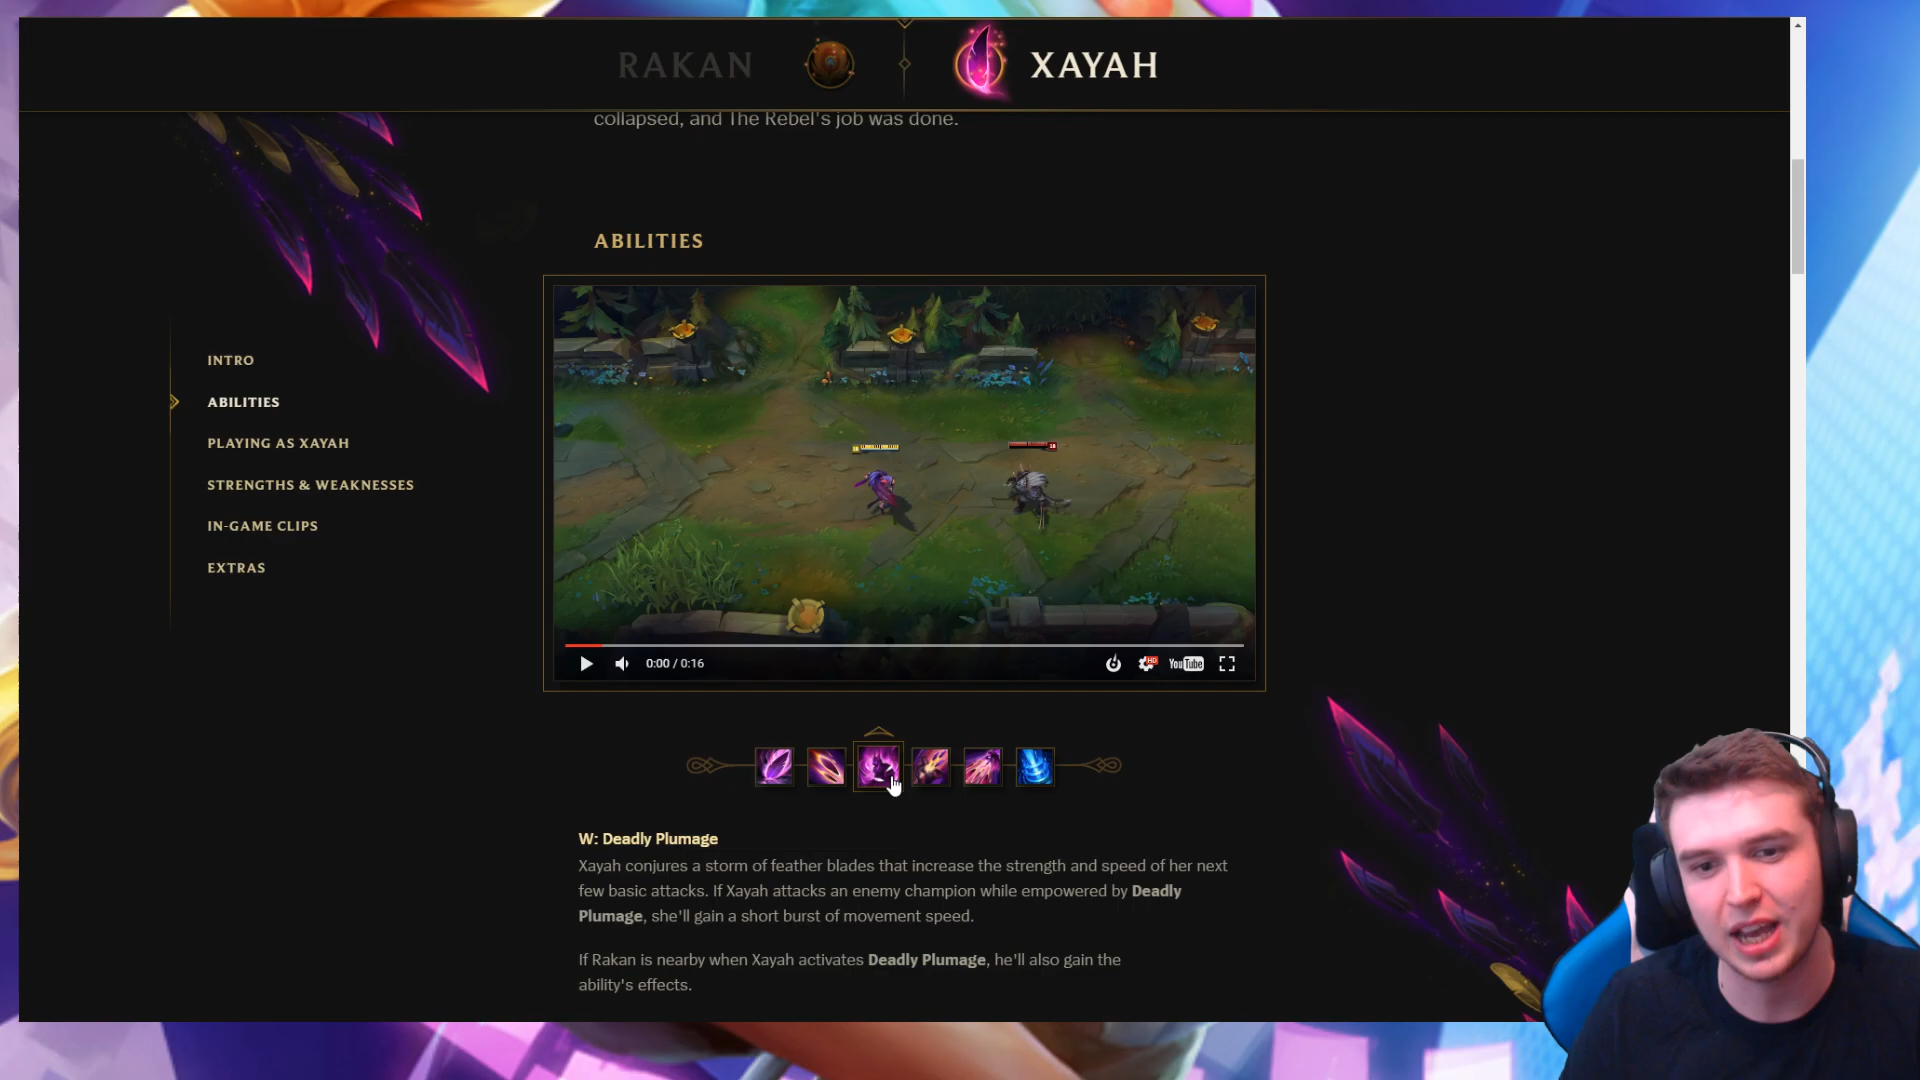 RAKAN
XAYAH
collapsed, and The Rebel's job was done.
ABILITIES
INTRO
ABILITIES
PLAYING AS XAYAH
STRENGTHS & WEAKNESSES
IN-GAME CLIPS
EXTRAS
0:00 / 0:16
HD
YouTube
W: Deadly Plumage
Xayah conjures a storm of feather blades that increase the strength and speed of her next
few basic attacks. If Xayah attacks an enemy champion while empowered by Deadly
Plumage, she'll gain a short burst of movement speed.
If Rakan is nearby when Xayah activates Deadly Plumage, he'll also gain the
ability's effects.